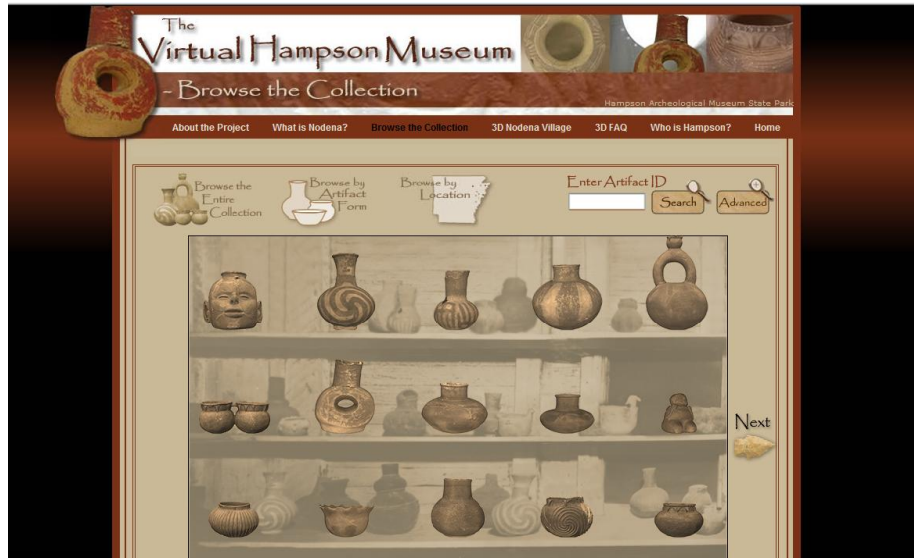 The
Virtual Hampson Museum
- Browse the Collection
Hampson Archeological Museum State Park
About the Project What is Nodena? Browse the Collection 3D Nodena Village 3D FAQ Who is Hampson? Home
Browse the
Entire
Collection
Browse by
Artifact
Form
Browse by
Location
Enter Artifact ID
Search
Advanced
Next